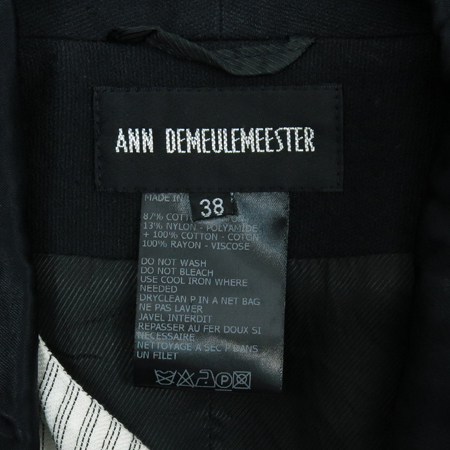 ANN DEMEULEMEESTER
38
MADE IN
87% COTT
13% NYLON - POLYAMIDE
+ 100% COTTON - COTON
100% RAYON - VISCOSE
DO NOT WASH
DO NOT BLEACH
USE COOL IRON WHERE
NEEDED
DRYCLEAN P IN A NET BAG
NE PAS LAVER
JAVEL INTERDIT
REPASSER AU FER DOUX SI
NECESSAIRE
NETTOYAGE A SEC P DANS
UN FILET
P